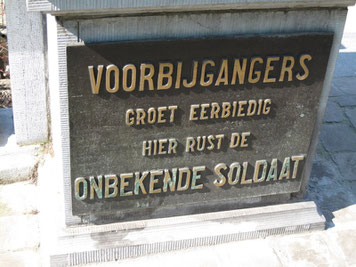 VOORBIJGANGERS
GROET EERBIEDIG
HIER RUST DE
ONBEKENDE SOLDAAT